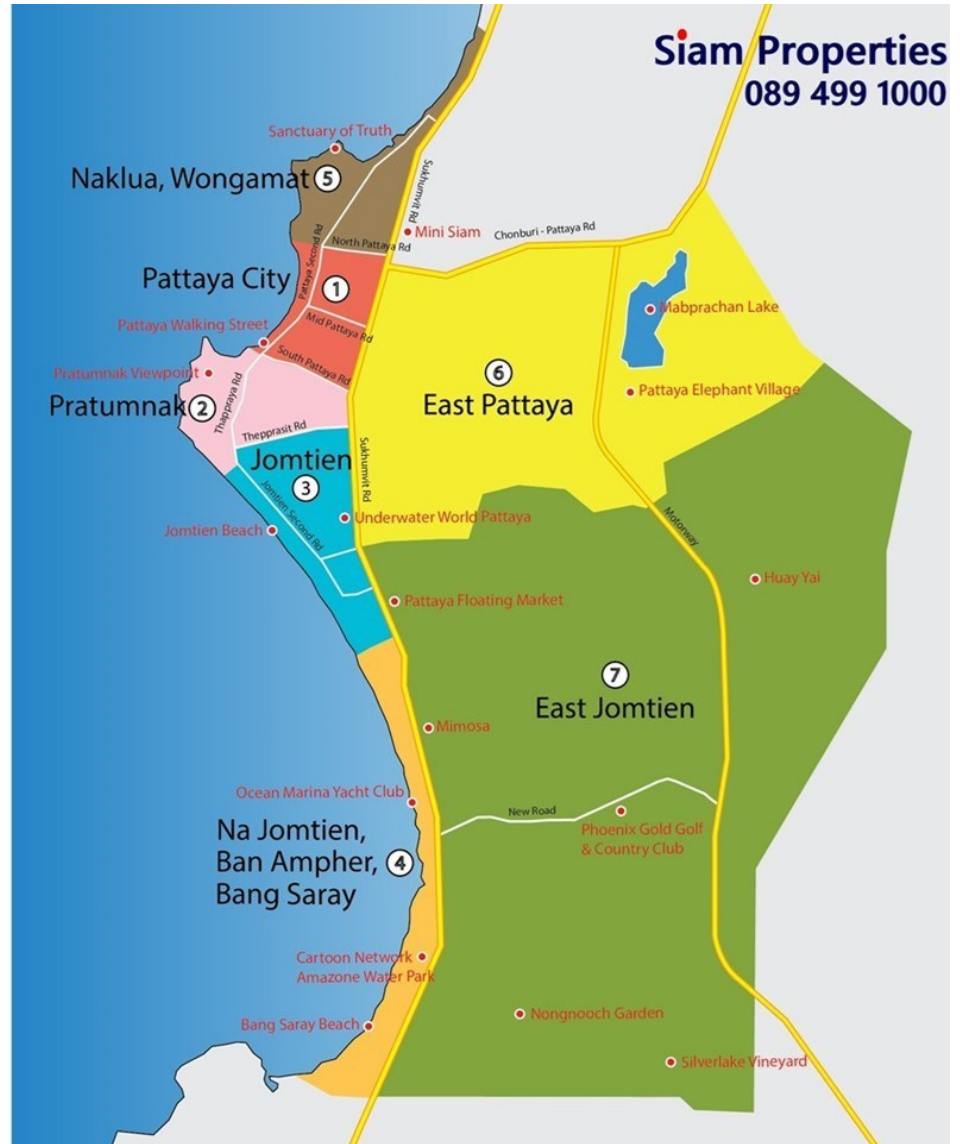 Siam Properties
089 499 1000
Sanctuary of Truth
Naklua, Wongamat 5
Sukhumvit Rd
Mini Siam
Chonburi - Pattaya Rd
North Pattaya Rd
Pattaya Second Rd
Pattaya City
1
Mabprachan Lake
Mid Pattaya Rd
Pattaya Walking Street
South Pattaya Rd
Pratumnak Viewpoint
6
East Pattaya
Pattaya Elephant Village
Pratumnak 2
Thappraya Rd
Thepprasit Rd
Jomtien
3
Sukhumvit Rd
Jomtien Second Rd
Underwater World Pattaya
Jomtien Beach
Motorway
Huay Yai
Pattaya Floating Market
7
East Jomtien
Mimosa
Ocean Marina Yacht Club
New Road
Phoenix Gold Golf
& Country Club
Na Jomtien,
Ban Ampher, 4
Bang Saray
Cartoon Network
Amazone Water Park
Bang Saray Beach
Nongnooch Garden
Silverlake Vineyard